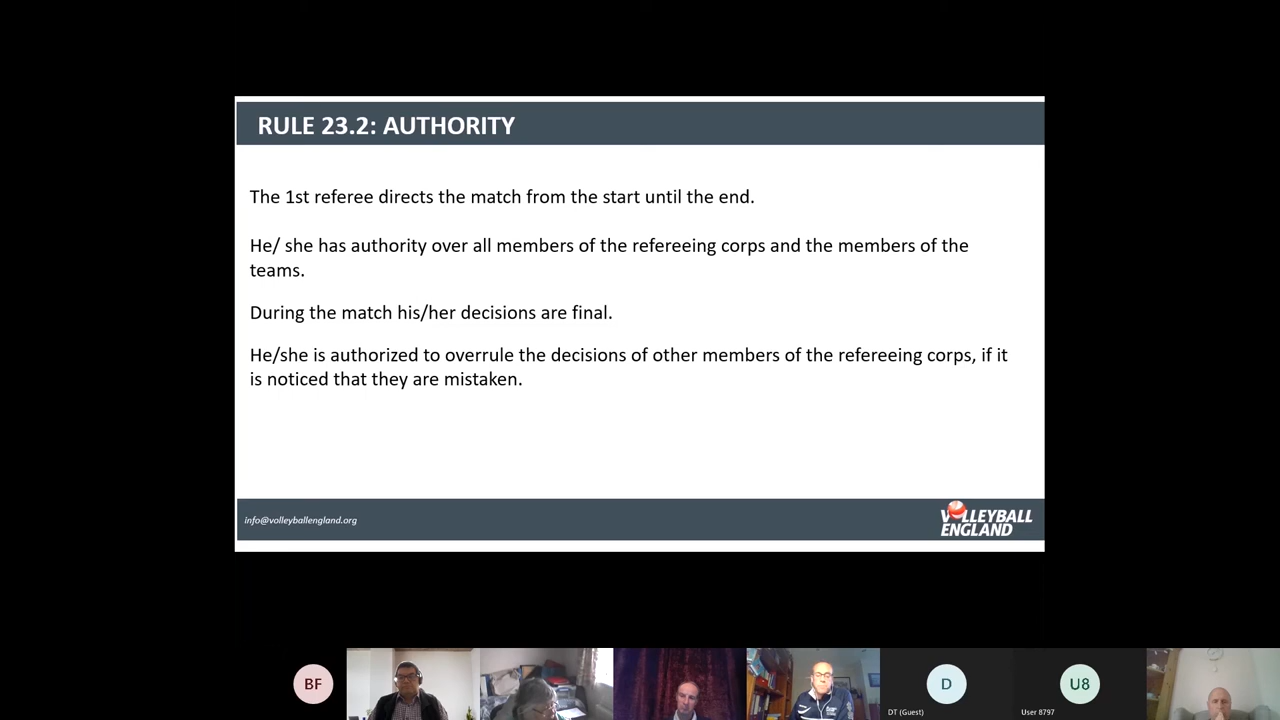 RULE 23.2: AUTHORITY
The 1st referee directs the match from the start until the end.
He/ she has authority over all members of the refereeing corps and the members of the
teams.
During the match his/her decisions are final.
He/she is authorized to overrule the decisions of other members of the refereeing corps, if it
is noticed that they are mistaken.
info@volleyballengland.org
VOLLEYBALL
ENGLAND
BF
D
U8
DT (Guest)
User 8797